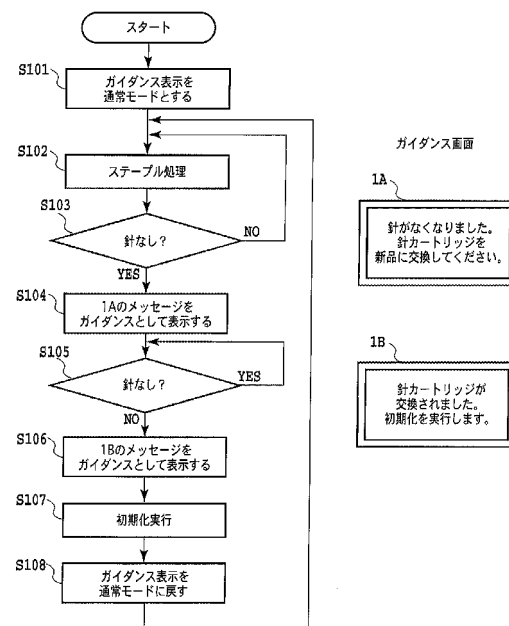 スタート
S101
ガイダンス表示を
通常モードとする
S102
ステープル処理
S103
針なし？
NO
YES
S104
1Aのメッセージを
ガイダンスとして表示する
S105
針なし？
YES
NO
S106
1Bのメッセージを
ガイダンスとして表示する
S107
初期化実行
S108
ガイダンス表示を
通常モードに戻す
ガイダンス画面
1A
針がなくなりました。
針カートリッジを
新品に交換してください。
1B
針カートリッジが
交換されました。
初期化を実行します。